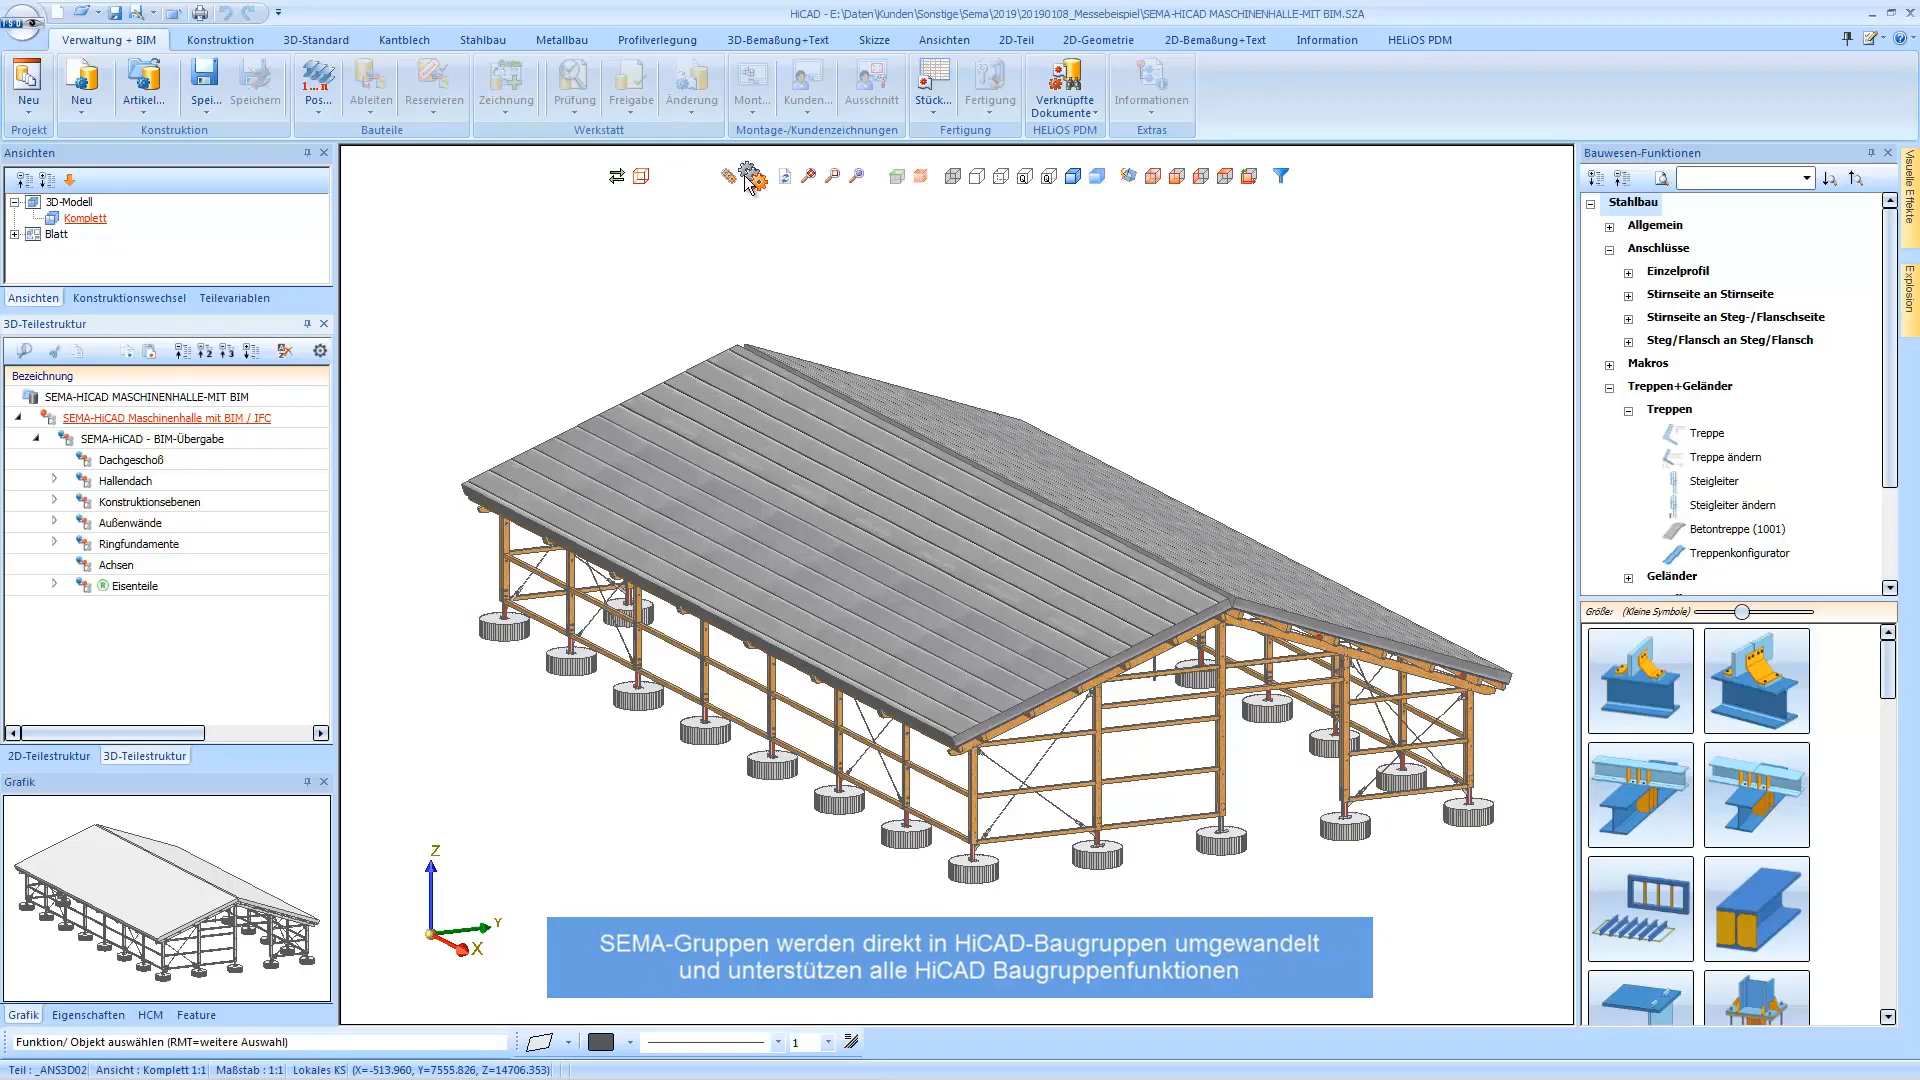 HiCAD - E:\Daten\Kunden\Sonstige\Sema\2019\20190108_Messebeispiel\SEMA-HICAD MASCHINENHALLE-MIT BIM.SZA
Verwaltung + BIM Konstruktion 3D-Standard Kantblech Stahlbau Metallbau Profilverlegung 3D-Bemaßung+Text Skizze Ansichten 2D-Teil 2D-Geometrie 2D-Bemaßung+Text Information HELiOS PDM
Neu Neu Artikel... Spei... Speichern Pos... Ableiten Reservieren Zeichnung Prüfung Freigabe Änderung Mont... Kunden... Ausschnitt Stück... Fertigung Verknüpfte Dokumente Informationen
Projekt Konstruktion Bauteile Werkstatt Montage-/Kundenzeichnungen Fertigung HELiOS PDM Extras
Ansichten
3D-Modell
Komplett
Blatt
Ansichten Konstruktionswechsel Teilevariablen
3D-Teilestruktur
Bezeichnung
SEMA-HICAD MASCHINENHALLE-MIT BIM
SEMA-HiCAD Maschinenhalle mit BIM / IFC
SEMA-HiCAD - BIM-Übergabe
Dachgeschoß
Hallendach
Konstruktionsebenen
Außenwände
Ringfundamente
Achsen
Eisenteile
2D-Teilestruktur 3D-Teilestruktur
Grafik
Grafik Eigenschaften HCM Feature
Z
Y
X
SEMA-Gruppen werden direkt in HiCAD-Baugruppen umgewandelt
und unterstützen alle HiCAD Baugruppenfunktionen
Bauwesen-Funktionen
Stahlbau
Allgemein
Anschlüsse
Einzelprofil
Stirnseite an Stirnseite
Stirnseite an Steg-/Flanschseite
Steg/Flansch an Steg/Flansch
Makros
Treppen+Geländer
Treppen
Treppe
Treppe ändern
Steigleiter
Steigleiter ändern
Betontreppe (1001)
Treppenkonfigurator
Geländer
Größe: (Kleine Symbole)
Visuelle Effekte
Explosion
Funktion/ Objekt auswählen (RMT=weitere Auswahl)
1
Teil : _ANS3D02 Ansicht : Komplett 1:1 Maßstab : 1:1 Lokales KS (X=-513.960, Y=7555.826, Z=14706.353)